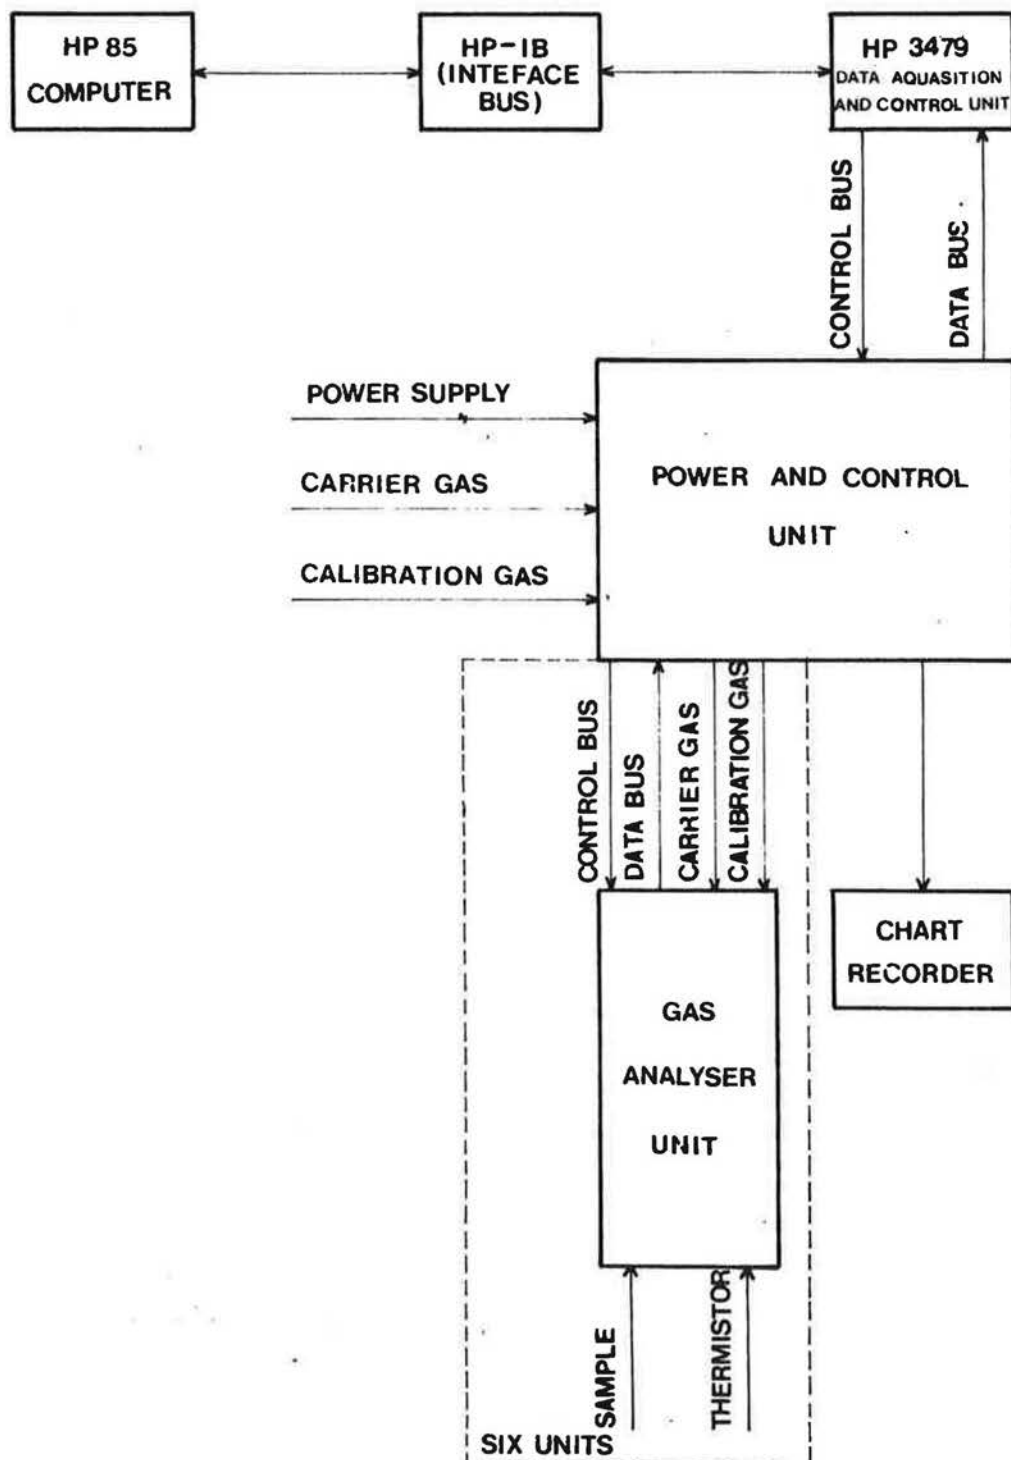 HP 85
COMPUTER
HP-IB
(INTEFACE
BUS)
HP 3479
DATA AQUASITION
AND CONTROL UNIT
CONTROL BUS
DATA BUS
POWER SUPPLY
CARRIER GAS
CALIBRATION GAS
POWER AND CONTROL
UNIT
CONTROL BUS
DATA BUS
CARRIER GAS
CALIBRATION GAS
CHART
RECORDER
GAS
ANALYSER
UNIT
SAMPLE
THERMISTOR
SIX UNITS